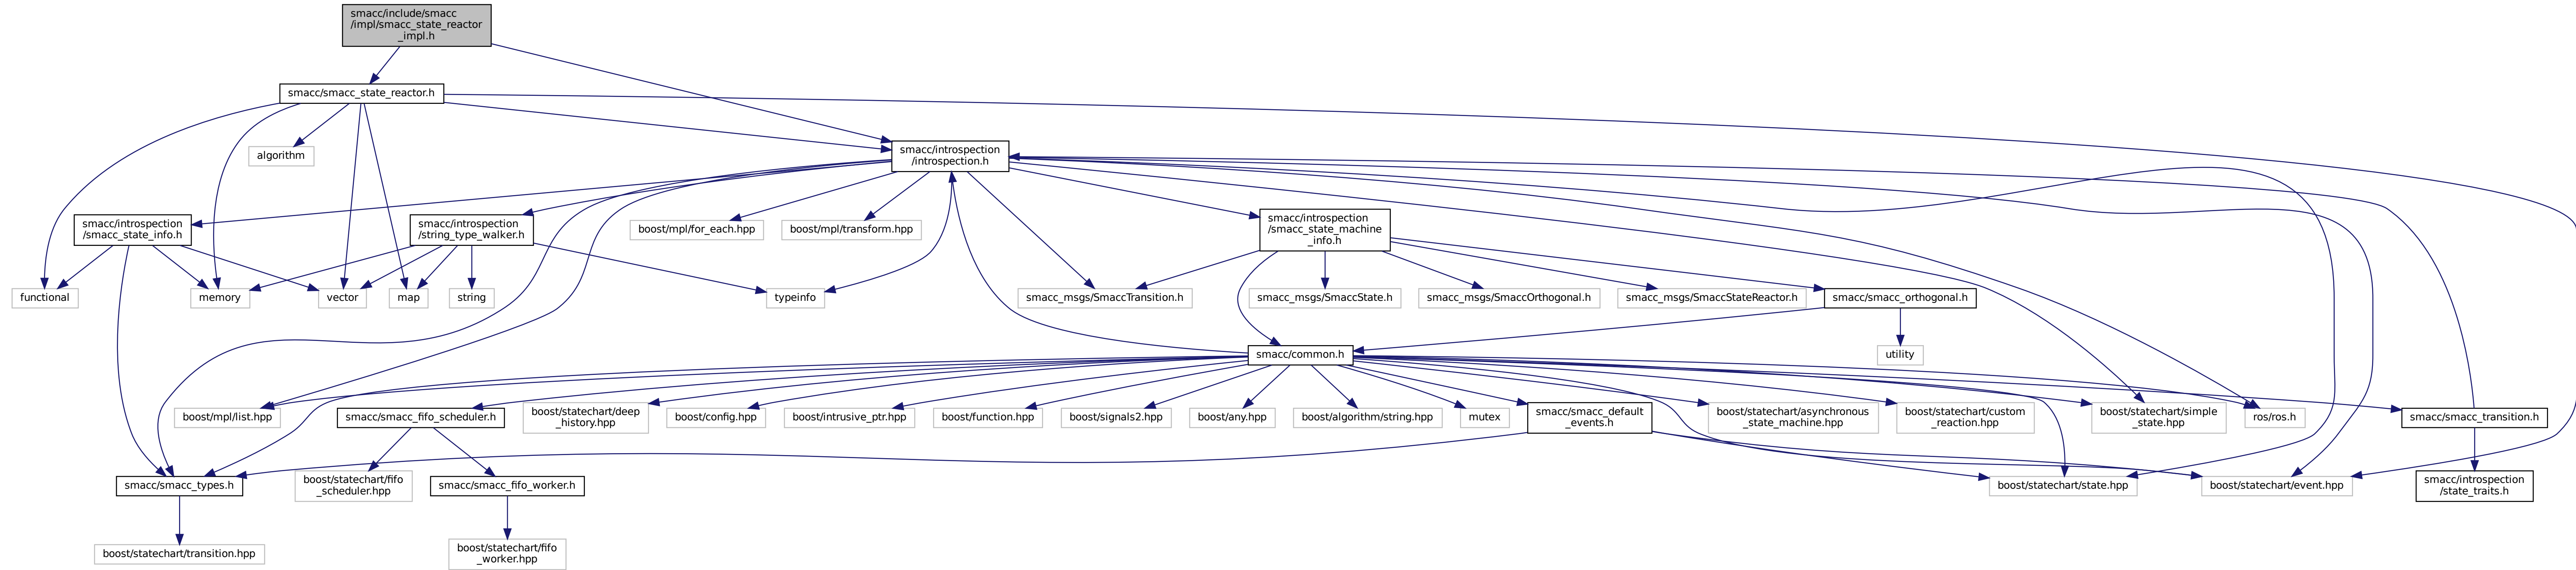 smacc/include/smacc
/impl/smacc_state_reactor
_impl.h
smacc/smacc_state_reactor.h
algorithm
smacc/introspection
/introspection.h
smacc/introspection
/smacc_state_info.h
smacc/introspection
/string_type_walker.h
boost/mpl/for_each.hpp
boost/mpl/transform.hpp
smacc/introspection
/smacc_state_machine
_info.h
functional
memory
vector
map
string
typeinfo
smacc_msgs/SmaccTransition.h
smacc_msgs/SmaccState.h
smacc_msgs/SmaccOrthogonal.h
smacc_msgs/SmaccStateReactor.h
smacc/smacc_orthogonal.h
smacc/common.h
utility
boost/mpl/list.hpp
smacc/smacc_fifo_scheduler.h
boost/statechart/deep
_history.hpp
boost/config.hpp
boost/intrusive_ptr.hpp
boost/function.hpp
boost/signals2.hpp
boost/any.hpp
boost/algorithm/string.hpp
mutex
smacc/smacc_default
_events.h
boost/statechart/asynchronous
_state_machine.hpp
boost/statechart/custom
_reaction.hpp
boost/statechart/simple
_state.hpp
ros/ros.h
smacc/smacc_transition.h
smacc/smacc_types.h
boost/statechart/fifo
_scheduler.hpp
smacc/smacc_fifo_worker.h
boost/statechart/state.hpp
boost/statechart/event.hpp
smacc/introspection
/state_traits.h
boost/statechart/transition.hpp
boost/statechart/fifo
_worker.hpp